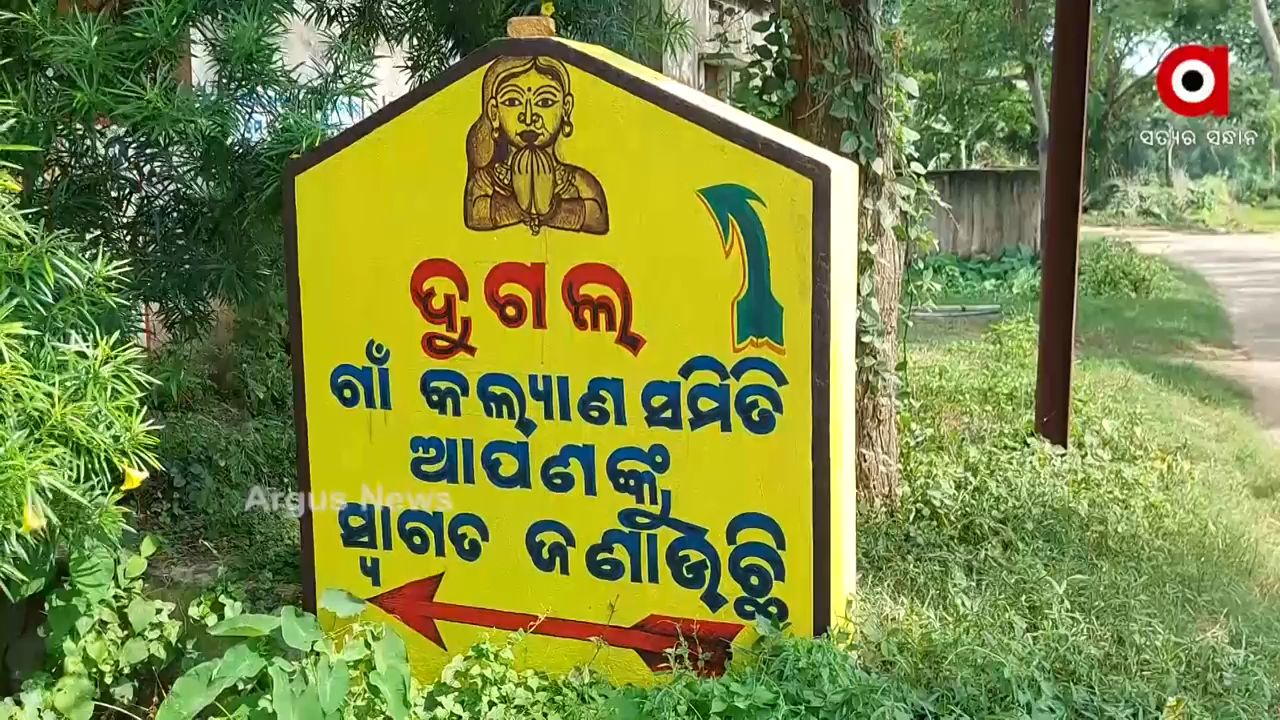 ସତ୍ୟର ସନ୍ଧାନ
ଦୁଗଲ
ଗାଁ କଲ୍ୟାଣ ସମିତି
ଆପଣଙ୍କୁ
Argus News
ସ୍ୱାଗତ ଜଣାଉଛି